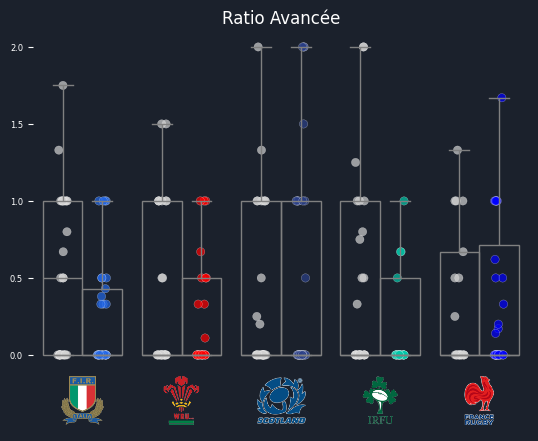 Ratio Avancée
2.0
1.5
1.0
0.5
0.0
F.I.R.
WRU
SCOTLAND
IRFU
FRANCE
RUGBY